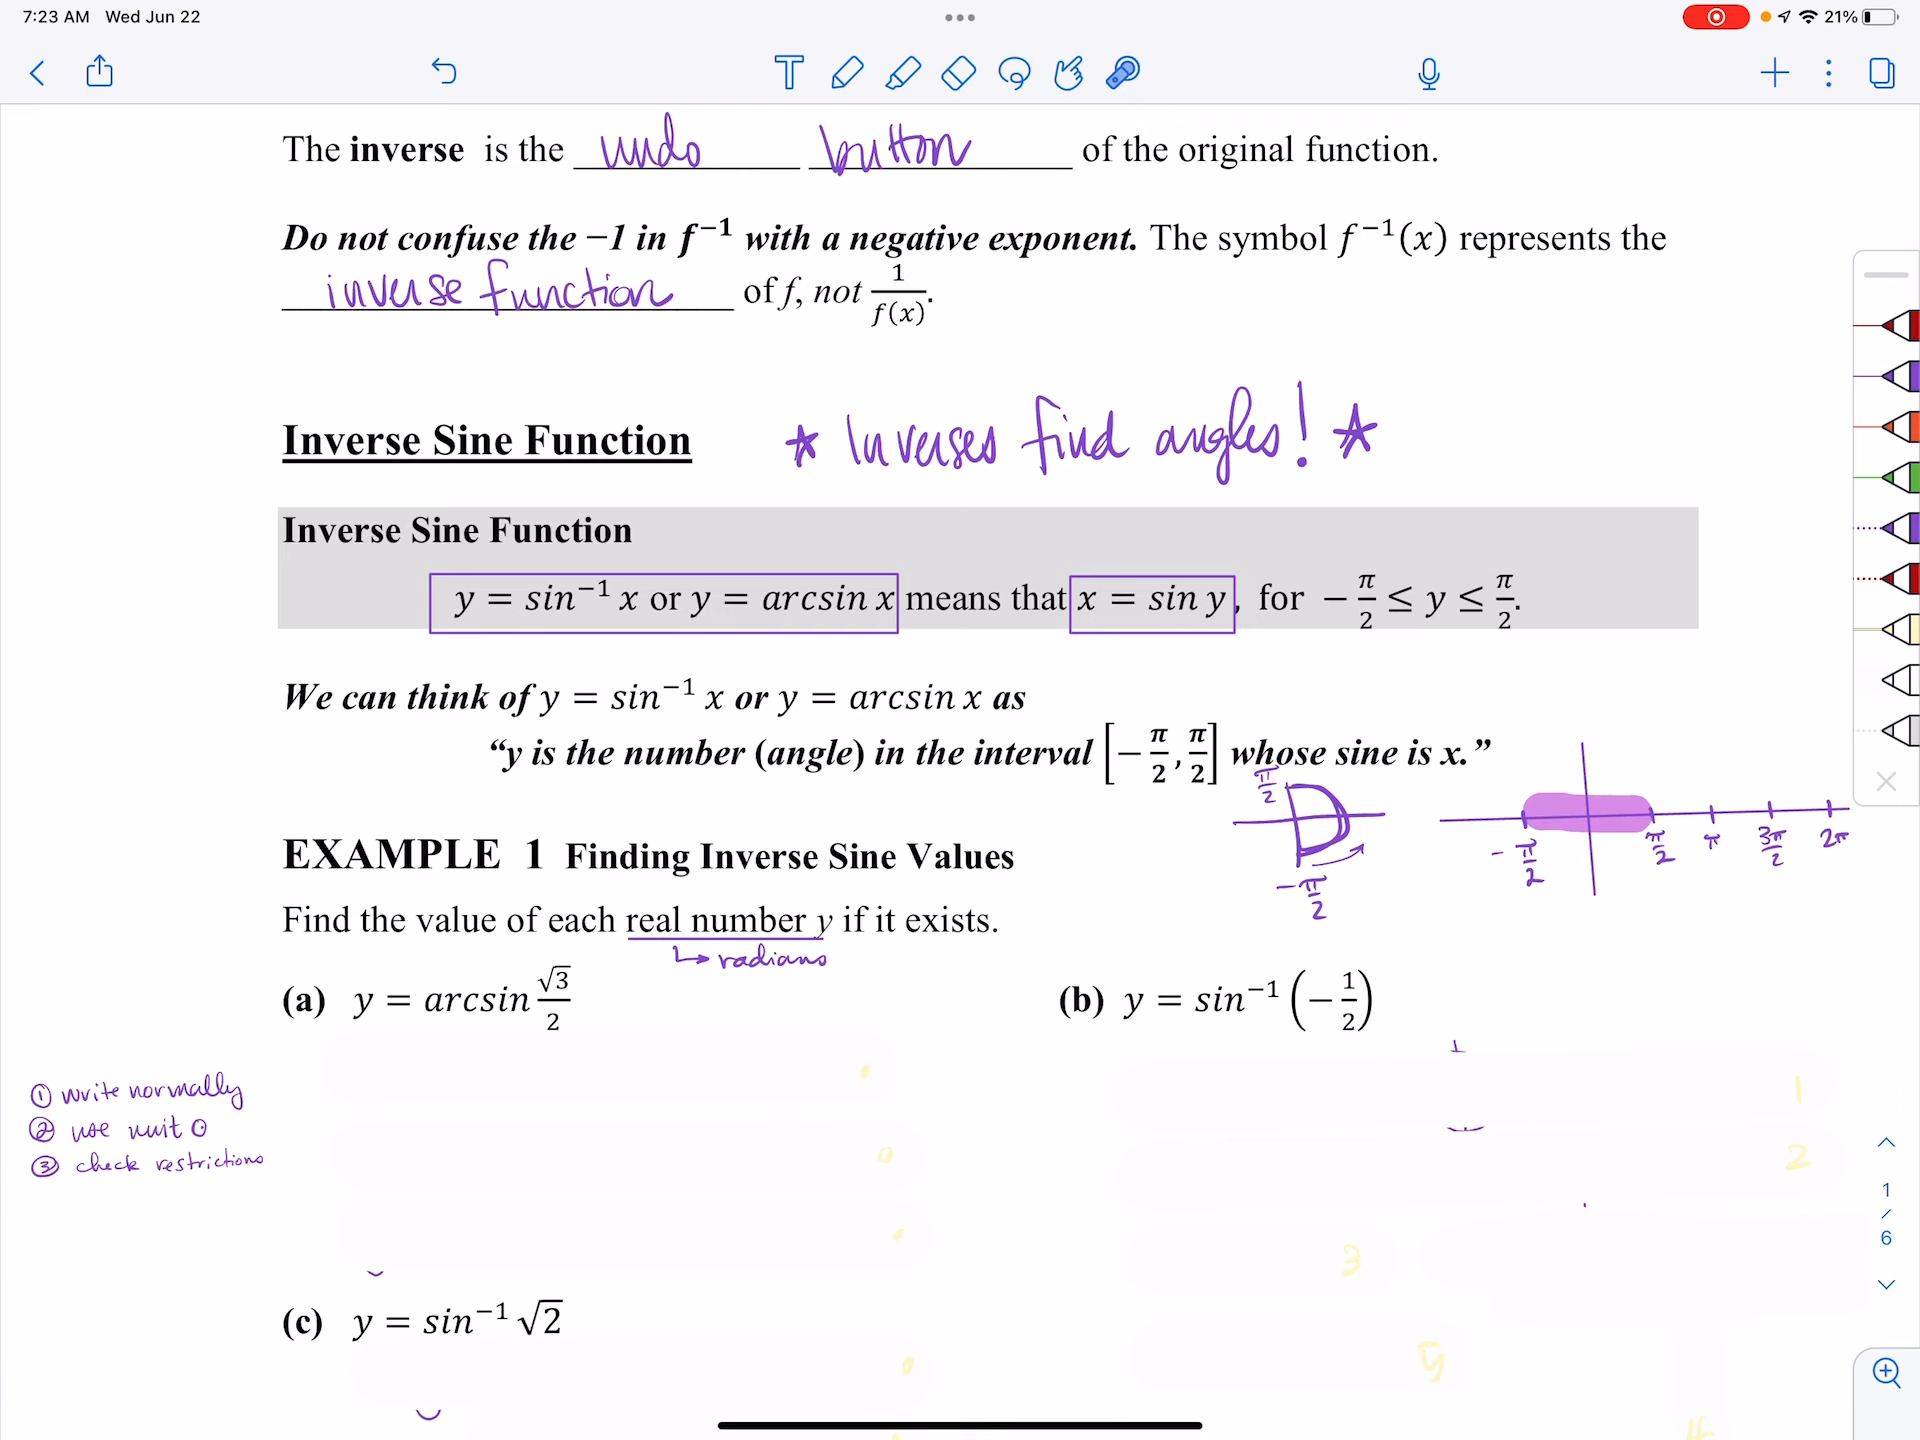 7:23 AM Wed Jun 22
21%
The inverse is the undo button of the original function.
Do not confuse the −1 in f⁻¹ with a negative exponent. The symbol f⁻¹(x) represents the
inverse function of f, not 1/f(x).
Inverse Sine Function * Inverses find angles! *
Inverse Sine Function
y = sin⁻¹ x or y = arcsin x means that x = sin y, for −π/2 ≤ y ≤ π/2.
We can think of y = sin⁻¹ x or y = arcsin x as
“y is the number (angle) in the interval [−π/2, π/2] whose sine is x.”
π/2
-π/2
-π/2 π/2 π 3π/2 2π
EXAMPLE 1 Finding Inverse Sine Values
Find the value of each real number y if it exists.
↳ radians
(a) y = arcsin √3/2
(b) y = sin⁻¹(−1/2)
① write normally
② use unit O
③ check restrictions
1
2
3
(c) y = sin⁻¹ √2
4
1
/
6